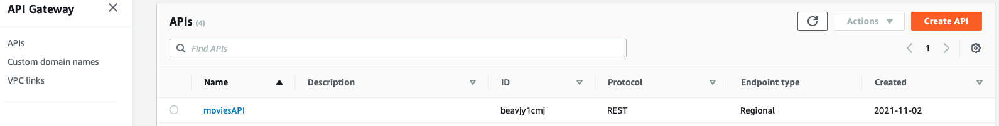 API Gateway
APIs
Custom domain names
VPC links
APIs (4)
Actions
Create API
Find APIs
1
Name Description ID Protocol Endpoint type Created
moviesAPI beavjy1cmj REST Regional 2021-11-02